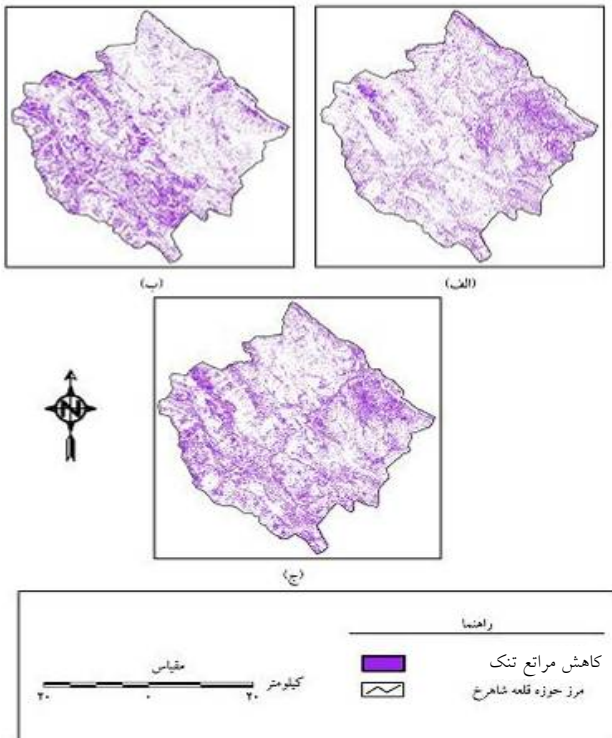 (الف)
(ب)
(ج)
راهنما
کاهش مراتع تنک
مرز حوزه قلعه شاهرخ
مقیاس
کیلومتر
۲۰ ۰ ۲۰